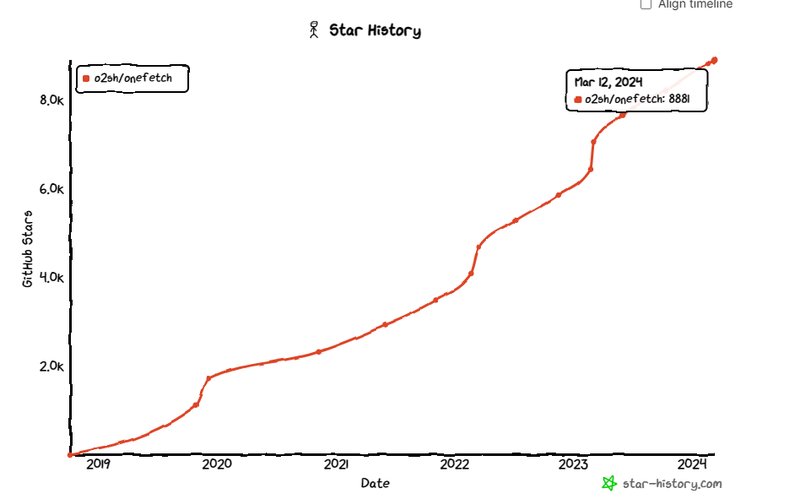 Align timeline
Star History
o2sh/onefetch
Mar 12, 2024
o2sh/onefetch: 8881
8.0k
6.0k
4.0k
2.0k
GitHub Stars
2019
2020
2021
2022
2023
2024
Date
star-history.com